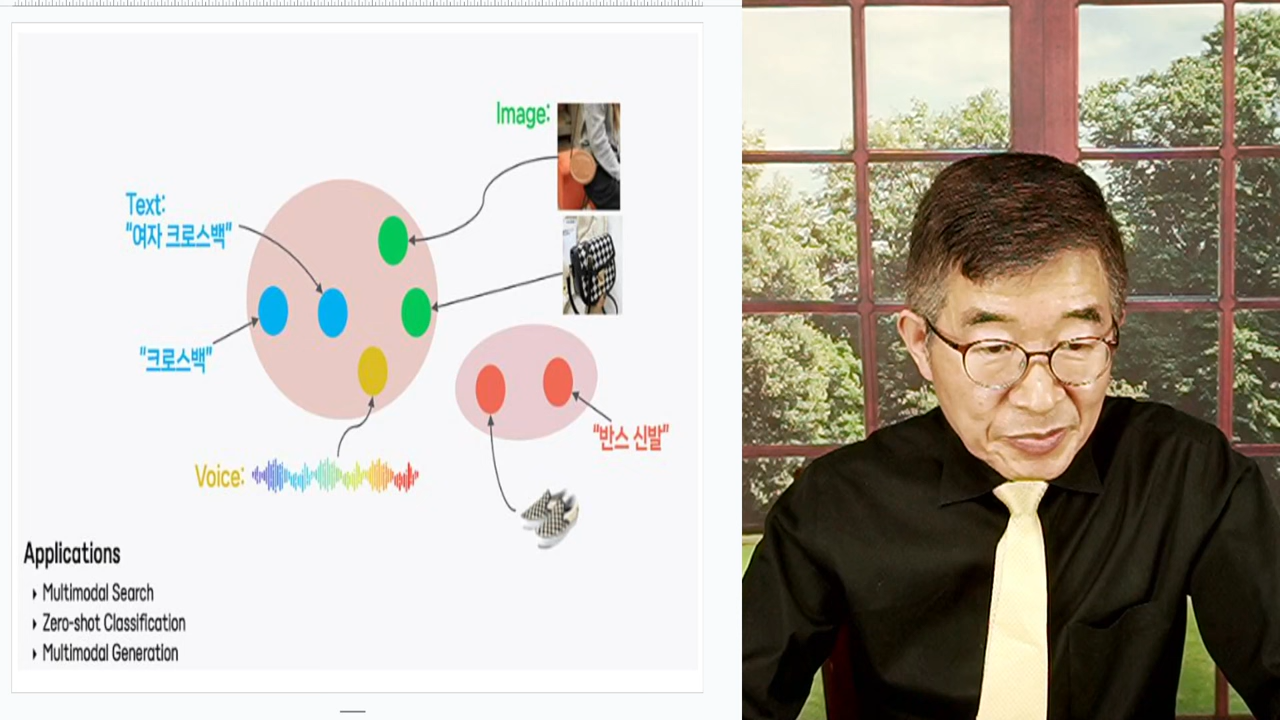 Image:
Text:
"여자 크로스백"
"크로스백"
"반스 신발"
Voice:
Applications
Multimodal Search
Zero-shot Classification
Multimodal Generation